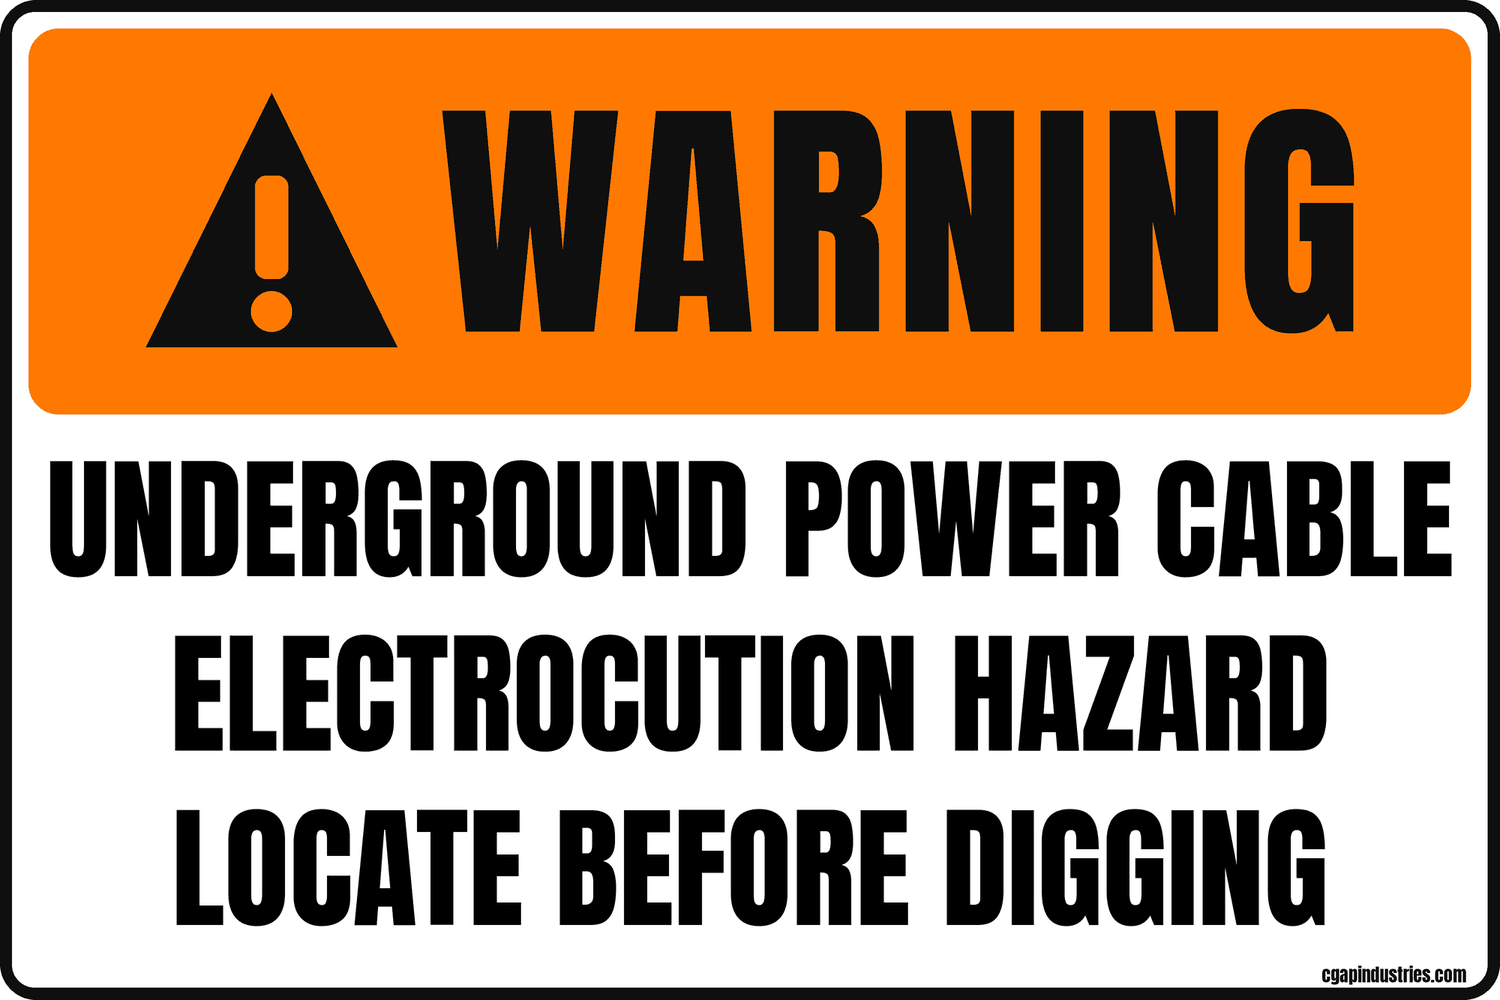 WARNING
UNDERGROUND POWER CABLE
ELECTROCUTION HAZARD
LOCATE BEFORE DIGGING
cgapindustries.com